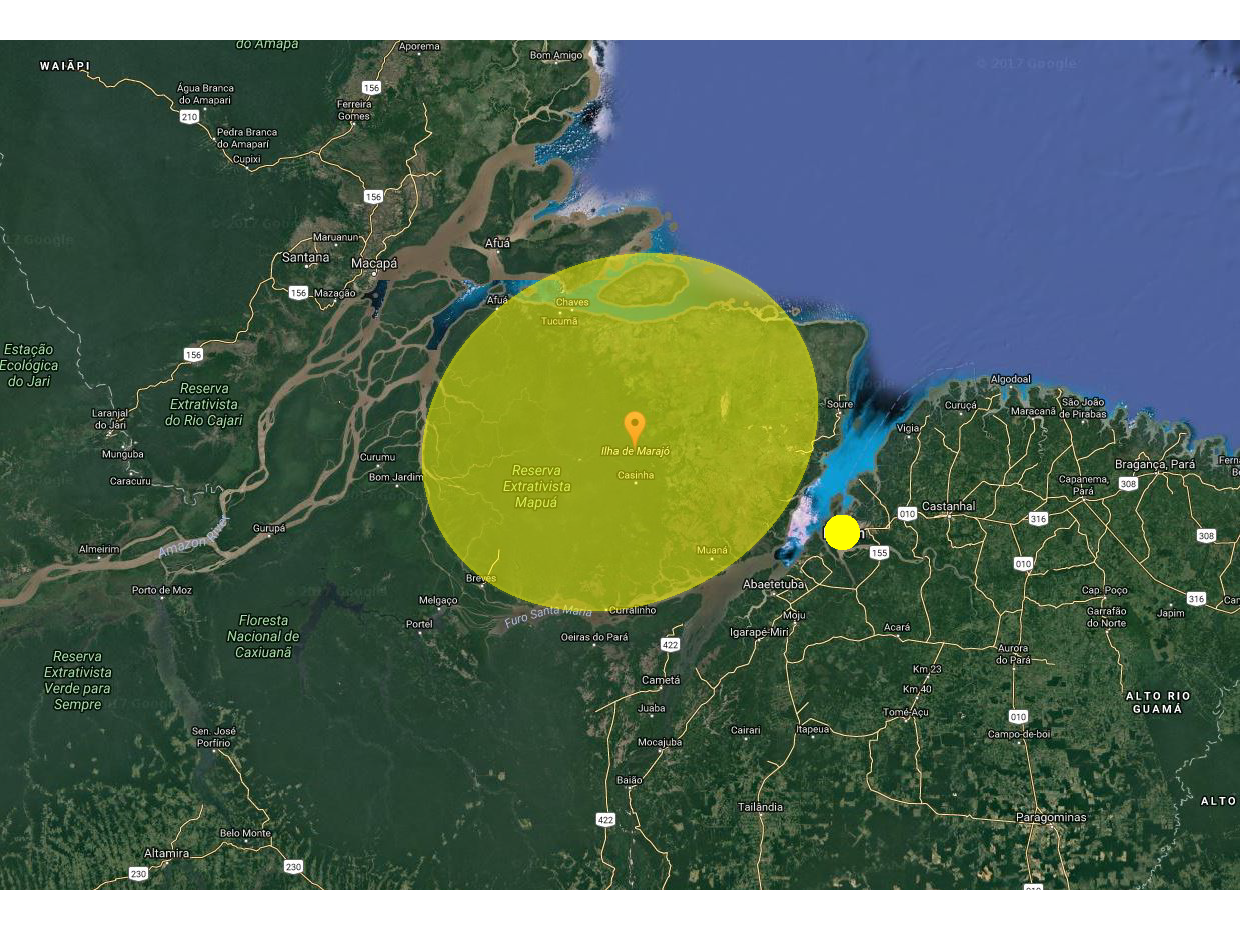 do Amapá
Aporema
Bom Amigo
© 2017 Google
WAIÃPI
156
Água Branca
do Amapari
Ferreira
Gomes
210
Pedra Branca
do Amapari
Cupixi
156
Maruanun
Afuá
Santana
Macapá
156
Mazagão
Afuá
Chaves
Tucumã
156
Estação
Ecológica
do Jari
Reserva
Extrativista
do Rio Cajari
Algodoal
Soure
Curuçá
Maracanã
São João
de Pirabas
Laranjal
do Jari
Vigia
Munguba
Ilha de Marajó
Curumu
Caracuru
Bom Jardim
Reserva
Extrativista
Mapuá
Casinha
Bragança, Pará
Capanema,
Pará
308
010
Castanhal
316
Gurupá
Amazon River
308
Almeirim
Muaná
155
010
Porto de Moz
Breves
Abaetetuba
Cap. Poço
316
Melgaço
Furo Santa Maria
Curralinho
Garrafão
do Norte
Japim
Portel
Moju
Floresta
Nacional de
Caxiuanã
Oeiras do Pará
Igarapé-Miri
Acará
422
Aurora
do Pará
Reserva
Extrativista
Verde para
Sempre
Cametá
Km 23
Km 40
ALTO RIO
GUAMÁ
Juaba
Tomé-Açu
010
Sen. José
Porfírio
Mocajuba
Cairari
Itapeua
Campo-de-boi
Baião
Tailândia
ALTO
422
Paragominas
Belo Monte
Altamira
230
230
010